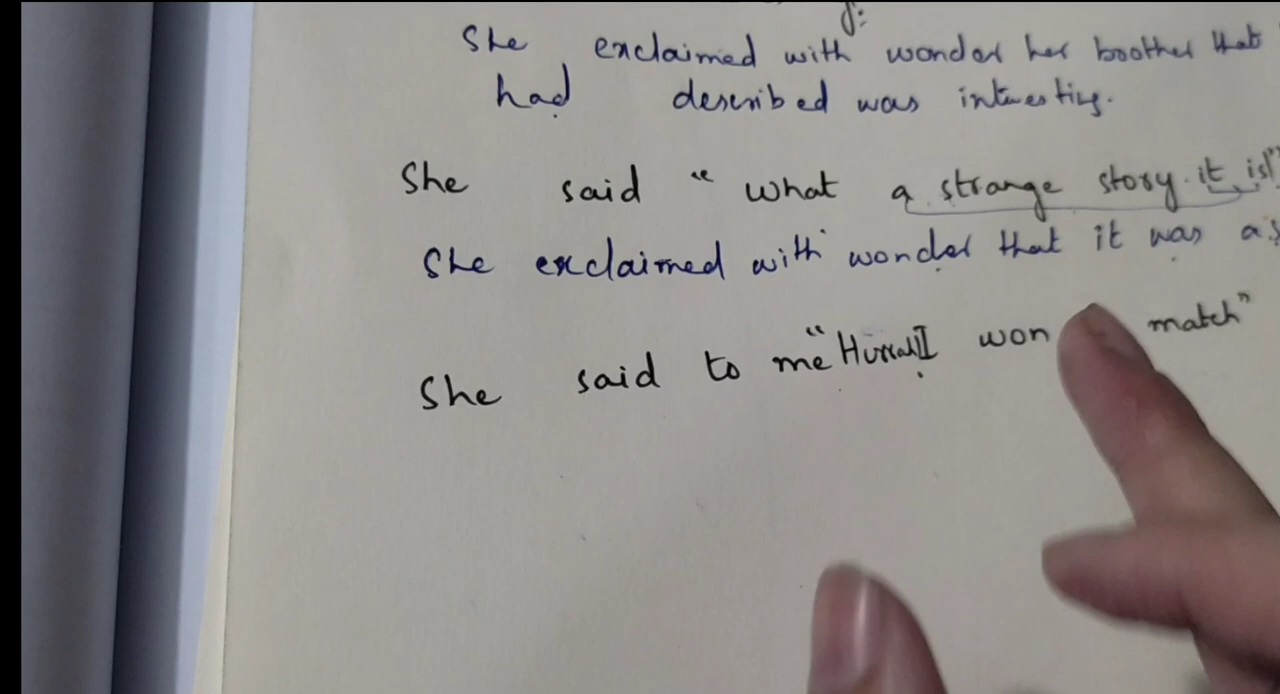 She exclaimed with wonder her boother that
had described was interesting.
She said “ what a strange story it is!”
She exclaimed with wonder that it was a
She said to me “Hurrah I won match”